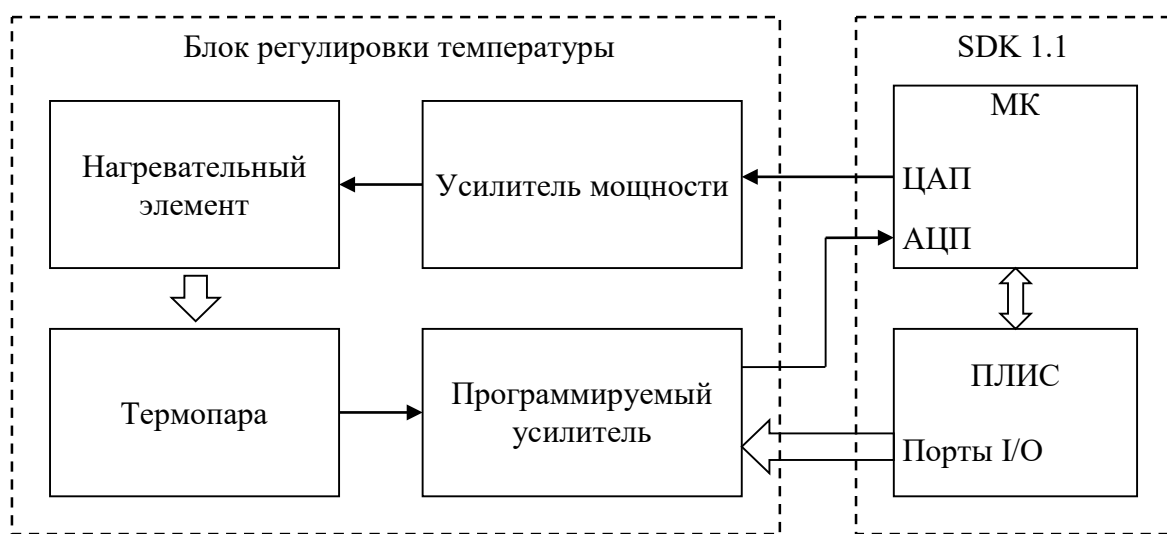 Блок регулировки температуры
SDK 1.1
Нагревательный
элемент
Усилитель мощности
МК
ЦАП
АЦП
Термопара
Программируемый
усилитель
ПЛИС
Порты I/O